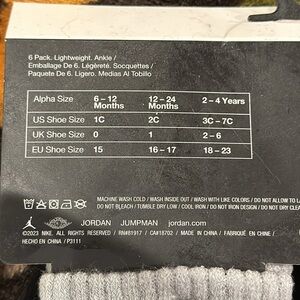 6 Pack. Lightweight. Ankle /
Emballage De 6. Légèreté. Socquettes /
Paquete De 6. Ligero. Medias Al Tobillo
Alpha Size 6 – 12 Months 12 – 24 Months 2 – 4 Years
US Shoe Size 1C 2C 3C – 7C
UK Shoe Size 0 1 2 – 6
EU Shoe Size 15 16 – 17 18 – 23
MACHINE WASH COLD / WASH INSIDE OUT / WASH WITH LIKE COLORS / DO NOT ALLOW TO
DO NOT BLEACH / TUMBLE DRY LOW / COOL IRON / DO NOT IRON DESIGN / DO NOT DRY CLEAN
JORDAN JUMPMAN jordan.com
©2023 NIKE. ALL RIGHTS RESERVED / RN#81917 / CA#18702 / MADE IN CHINA / FABRIQUÉ EN CHINE /
HECHO EN CHINA / P3111